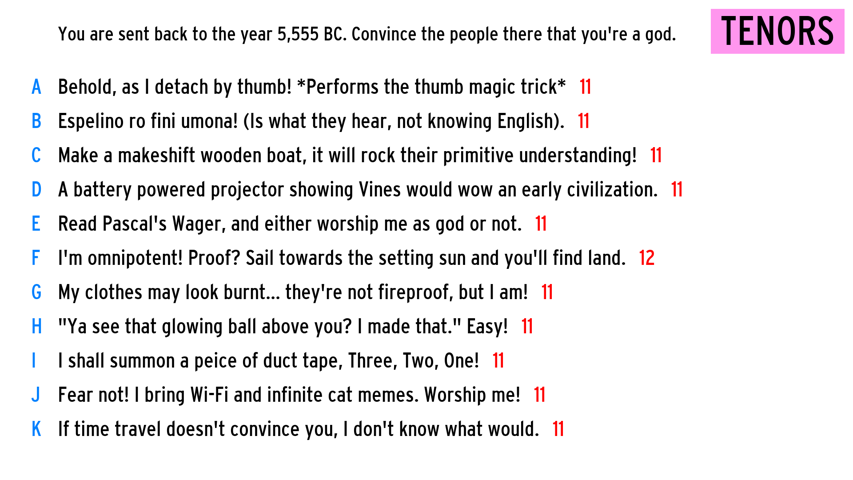 You are sent back to the year 5,555 BC. Convince the people there that you're a god.
TENORS
A Behold, as I detach by thumb! *Performs the thumb magic trick* 11
B Espelino ro fini umona! (Is what they hear, not knowing English). 11
C Make a makeshift wooden boat, it will rock their primitive understanding! 11
D A battery powered projector showing Vines would wow an early civilization. 11
E Read Pascal's Wager, and either worship me as god or not. 11
F I'm omnipotent! Proof? Sail towards the setting sun and you'll find land. 12
G My clothes may look burnt... they're not fireproof, but I am! 11
H "Ya see that glowing ball above you? I made that." Easy! 11
I I shall summon a peice of duct tape, Three, Two, One! 11
J Fear not! I bring Wi-Fi and infinite cat memes. Worship me! 11
K If time travel doesn't convince you, I don't know what would. 11